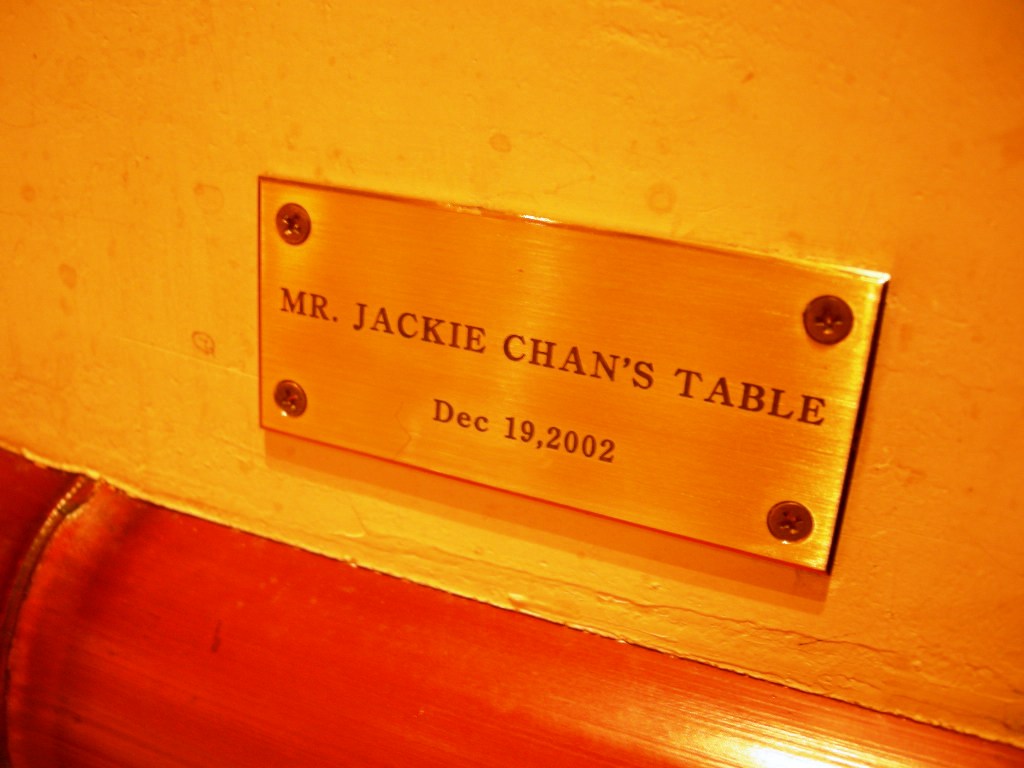 MR. JACKIE CHAN'S TABLE
Dec 19,2002